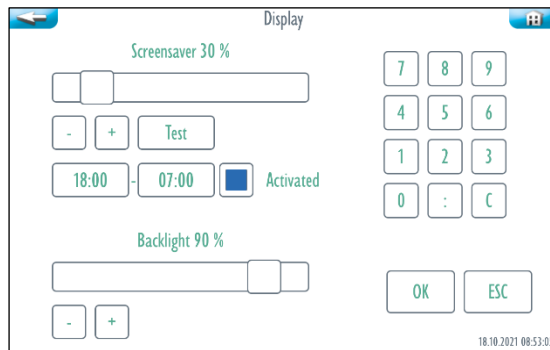 Display
Screensaver 30 %
- + Test
18:00 - 07:00 Activated
Backlight 90 %
- +
7 8 9
4 5 6
1 2 3
0 : C
OK ESC
18.10.2021 08:53:0